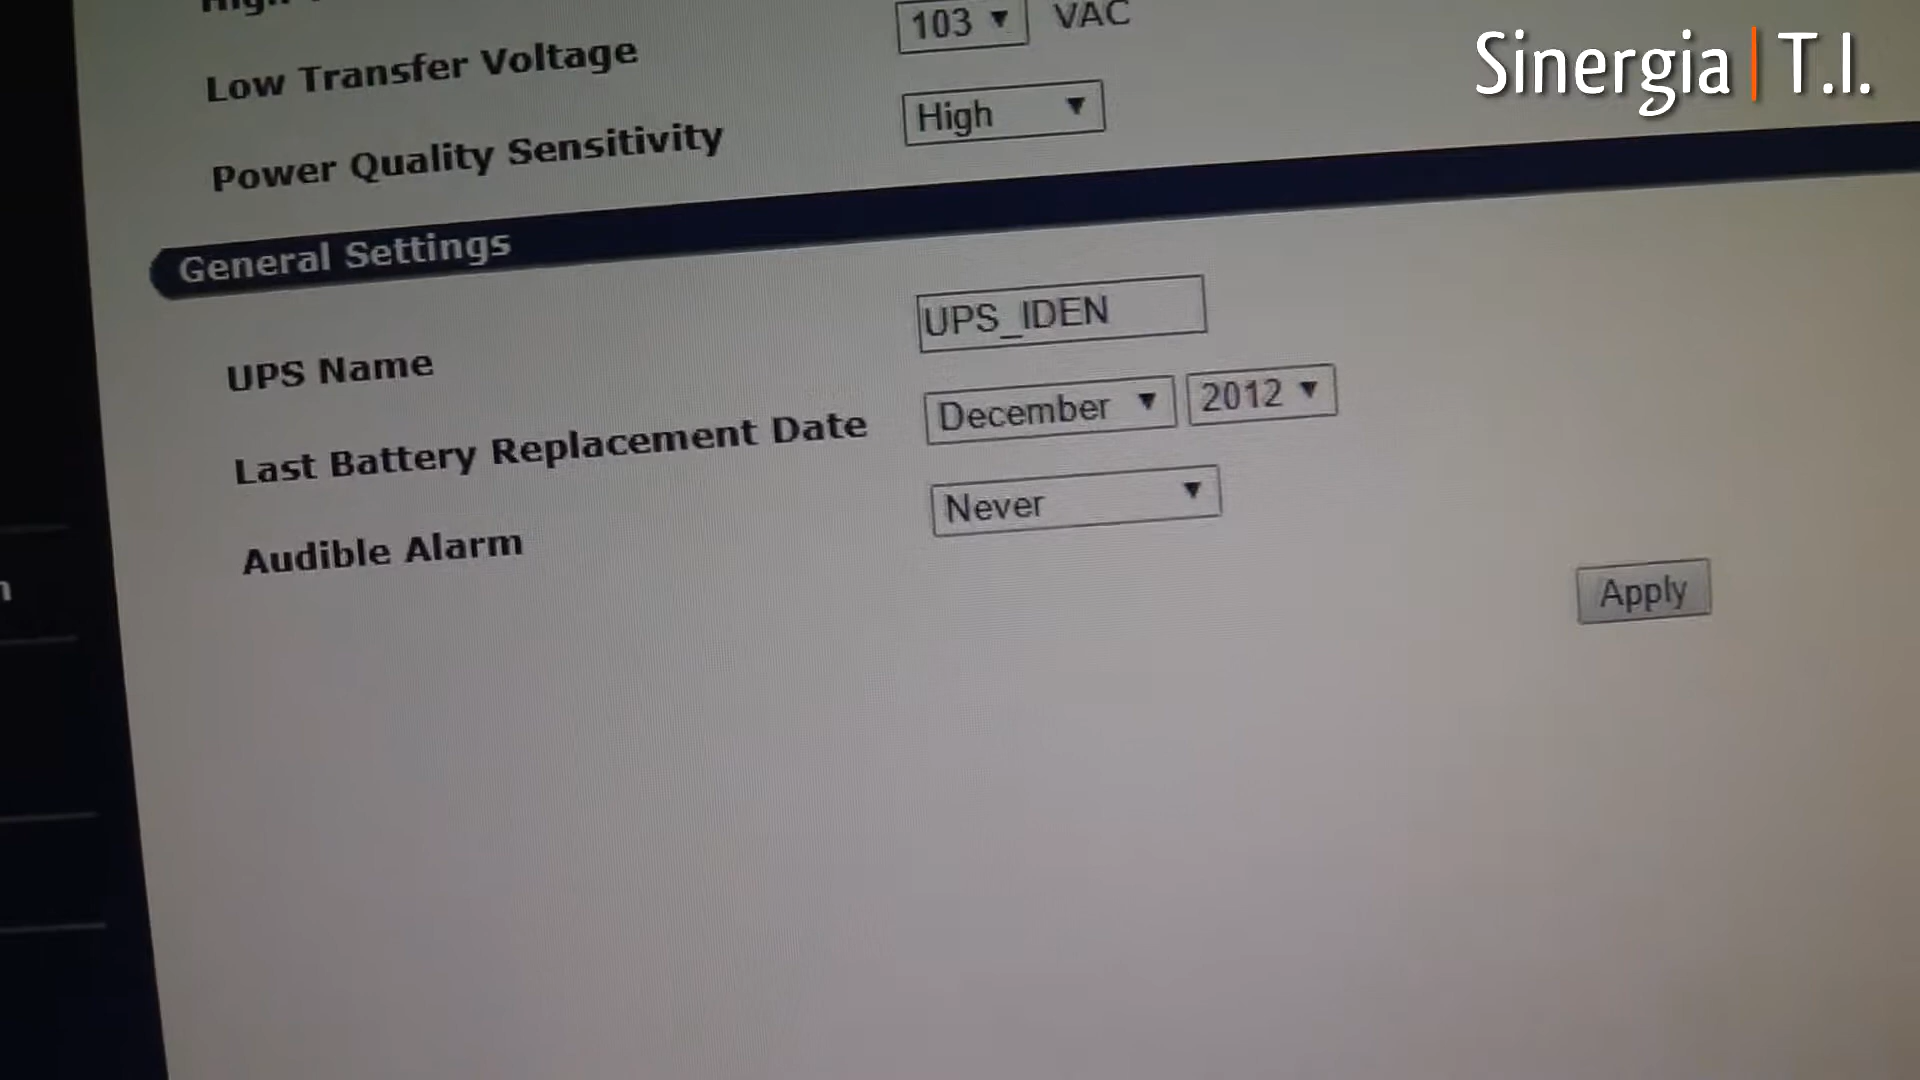 Sinergia | T.I.
Low Transfer Voltage 103 VAC
Power Quality Sensitivity High
General Settings
UPS Name UPS_IDEN
Last Battery Replacement Date December 2012
Audible Alarm Never
Apply